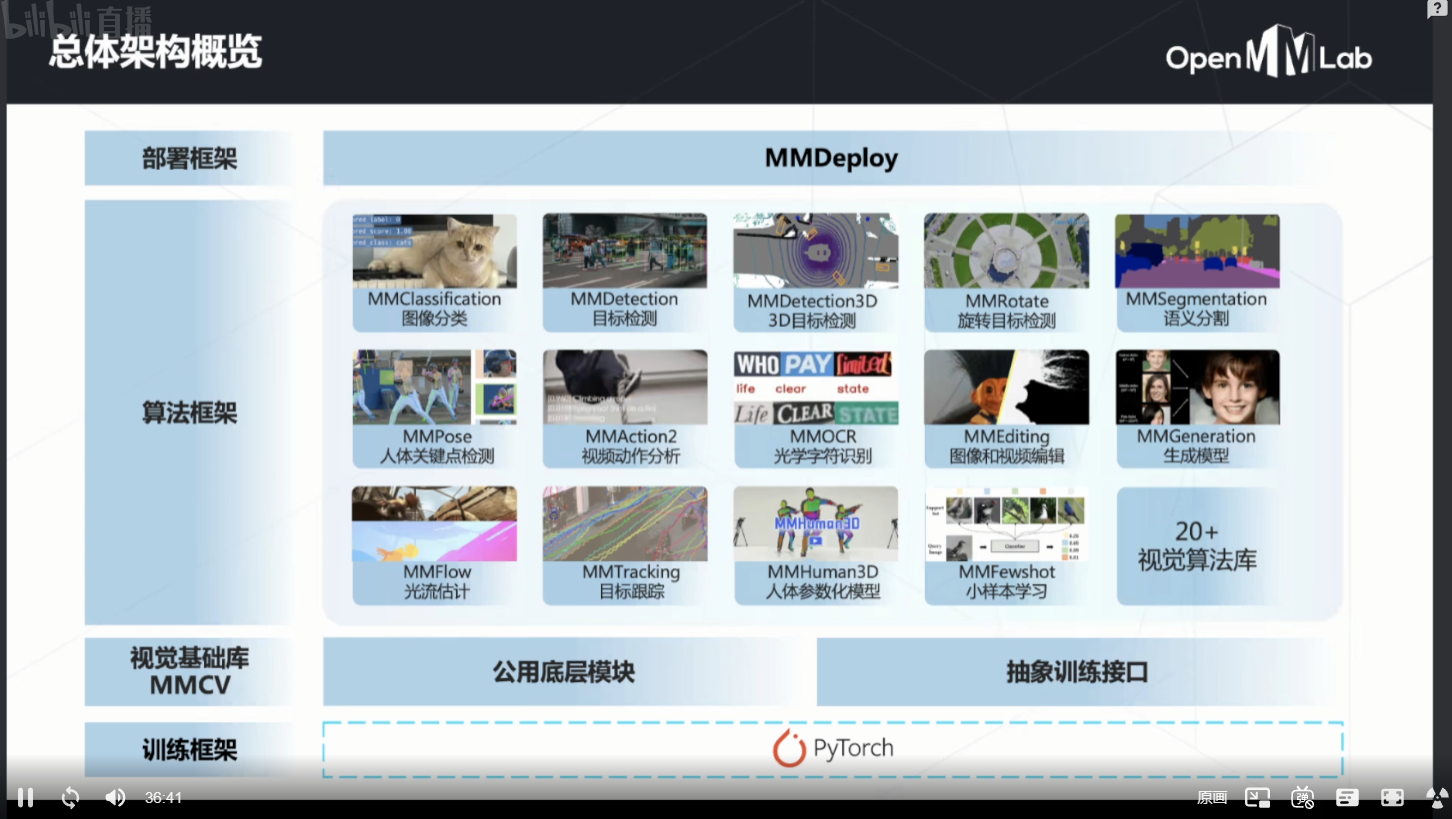 bilibili直播
总体架构概览
OpenMMLab
部署框架
MMDeploy
算法框架
MMClassification
图像分类
MMDetection
目标检测
MMDetection3D
3D目标检测
MMRotate
旋转目标检测
MMSegmentation
语义分割
WHO PAY limited
life clear state
Life CLEAR STATE
MMPose
人体关键点检测
MMAction2
视频动作分析
MMOCR
光学字符识别
MMEditing
图像和视频编辑
MMGeneration
生成模型
MMHuman3D
MMFlow
光流估计
MMTracking
目标跟踪
MMHuman3D
人体参数化模型
MMFewshot
小样本学习
20+
视觉算法库
视觉基础库
MMCV
公用底层模块
抽象训练接口
训练框架
PyTorch
36:41
原画
弹